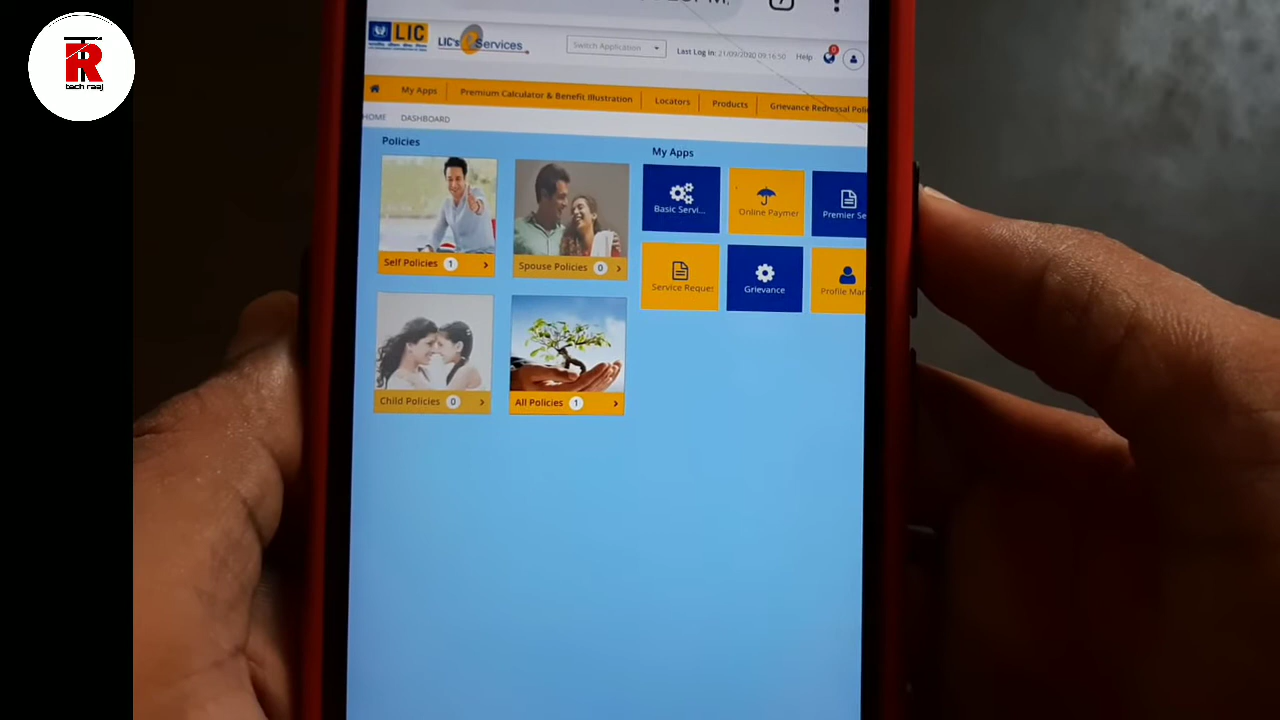 tech raaj
LIC
LIC's eServices
Switch Application
Last Log in: 21/09/2020 09:16:50
Help
My Apps
Premium Calculator & Benefit Illustration
Locators
Products
Grievance Redressal
HOME
DASHBOARD
Policies
My Apps
Self Policies 1
Spouse Policies 0
Child Policies 0
All Policies 1
Basic Servi...
Online Paymer
Premier Se
Service Reques
Grievance
Profile Mar